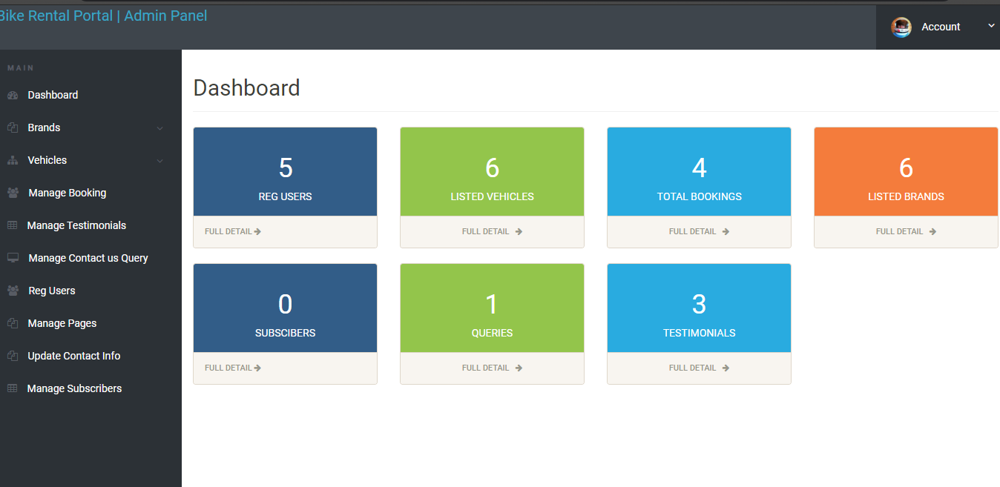 Bike Rental Portal | Admin Panel
Account
MAIN
Dashboard
Brands
Vehicles
Manage Booking
Manage Testimonials
Manage Contact us Query
Reg Users
Manage Pages
Update Contact Info
Manage Subscribers
Dashboard
5
REG USERS
FULL DETAIL
6
LISTED VEHICLES
FULL DETAIL
4
TOTAL BOOKINGS
FULL DETAIL
6
LISTED BRANDS
FULL DETAIL
0
SUBSCIBERS
FULL DETAIL
1
QUERIES
FULL DETAIL
3
TESTIMONIALS
FULL DETAIL